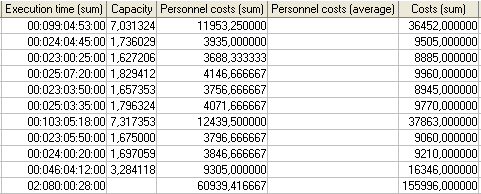 Execution time (sum) Capacity Personnel costs (sum) Personnel costs (average) Costs (sum)
00:099:04:53:00 7,031324 11953,250000 36452,000000
00:024:04:45:00 1,736029 3935,000000 9505,000000
00:023:00:25:00 1,627206 3688,333333 8885,000000
00:025:07:20:00 1,829412 4146,666667 9960,000000
00:023:03:50:00 1,657353 3756,666667 8945,000000
00:025:03:35:00 1,796324 4071,666667 9770,000000
00:103:05:18:00 7,317353 12439,500000 37863,000000
00:023:05:50:00 1,675000 3796,666667 9060,000000
00:024:00:20:00 1,697059 3846,666667 9210,000000
00:046:04:12:00 3,284118 9305,000000 16346,000000
02:080:00:28:00 60939,416667 155996,000000